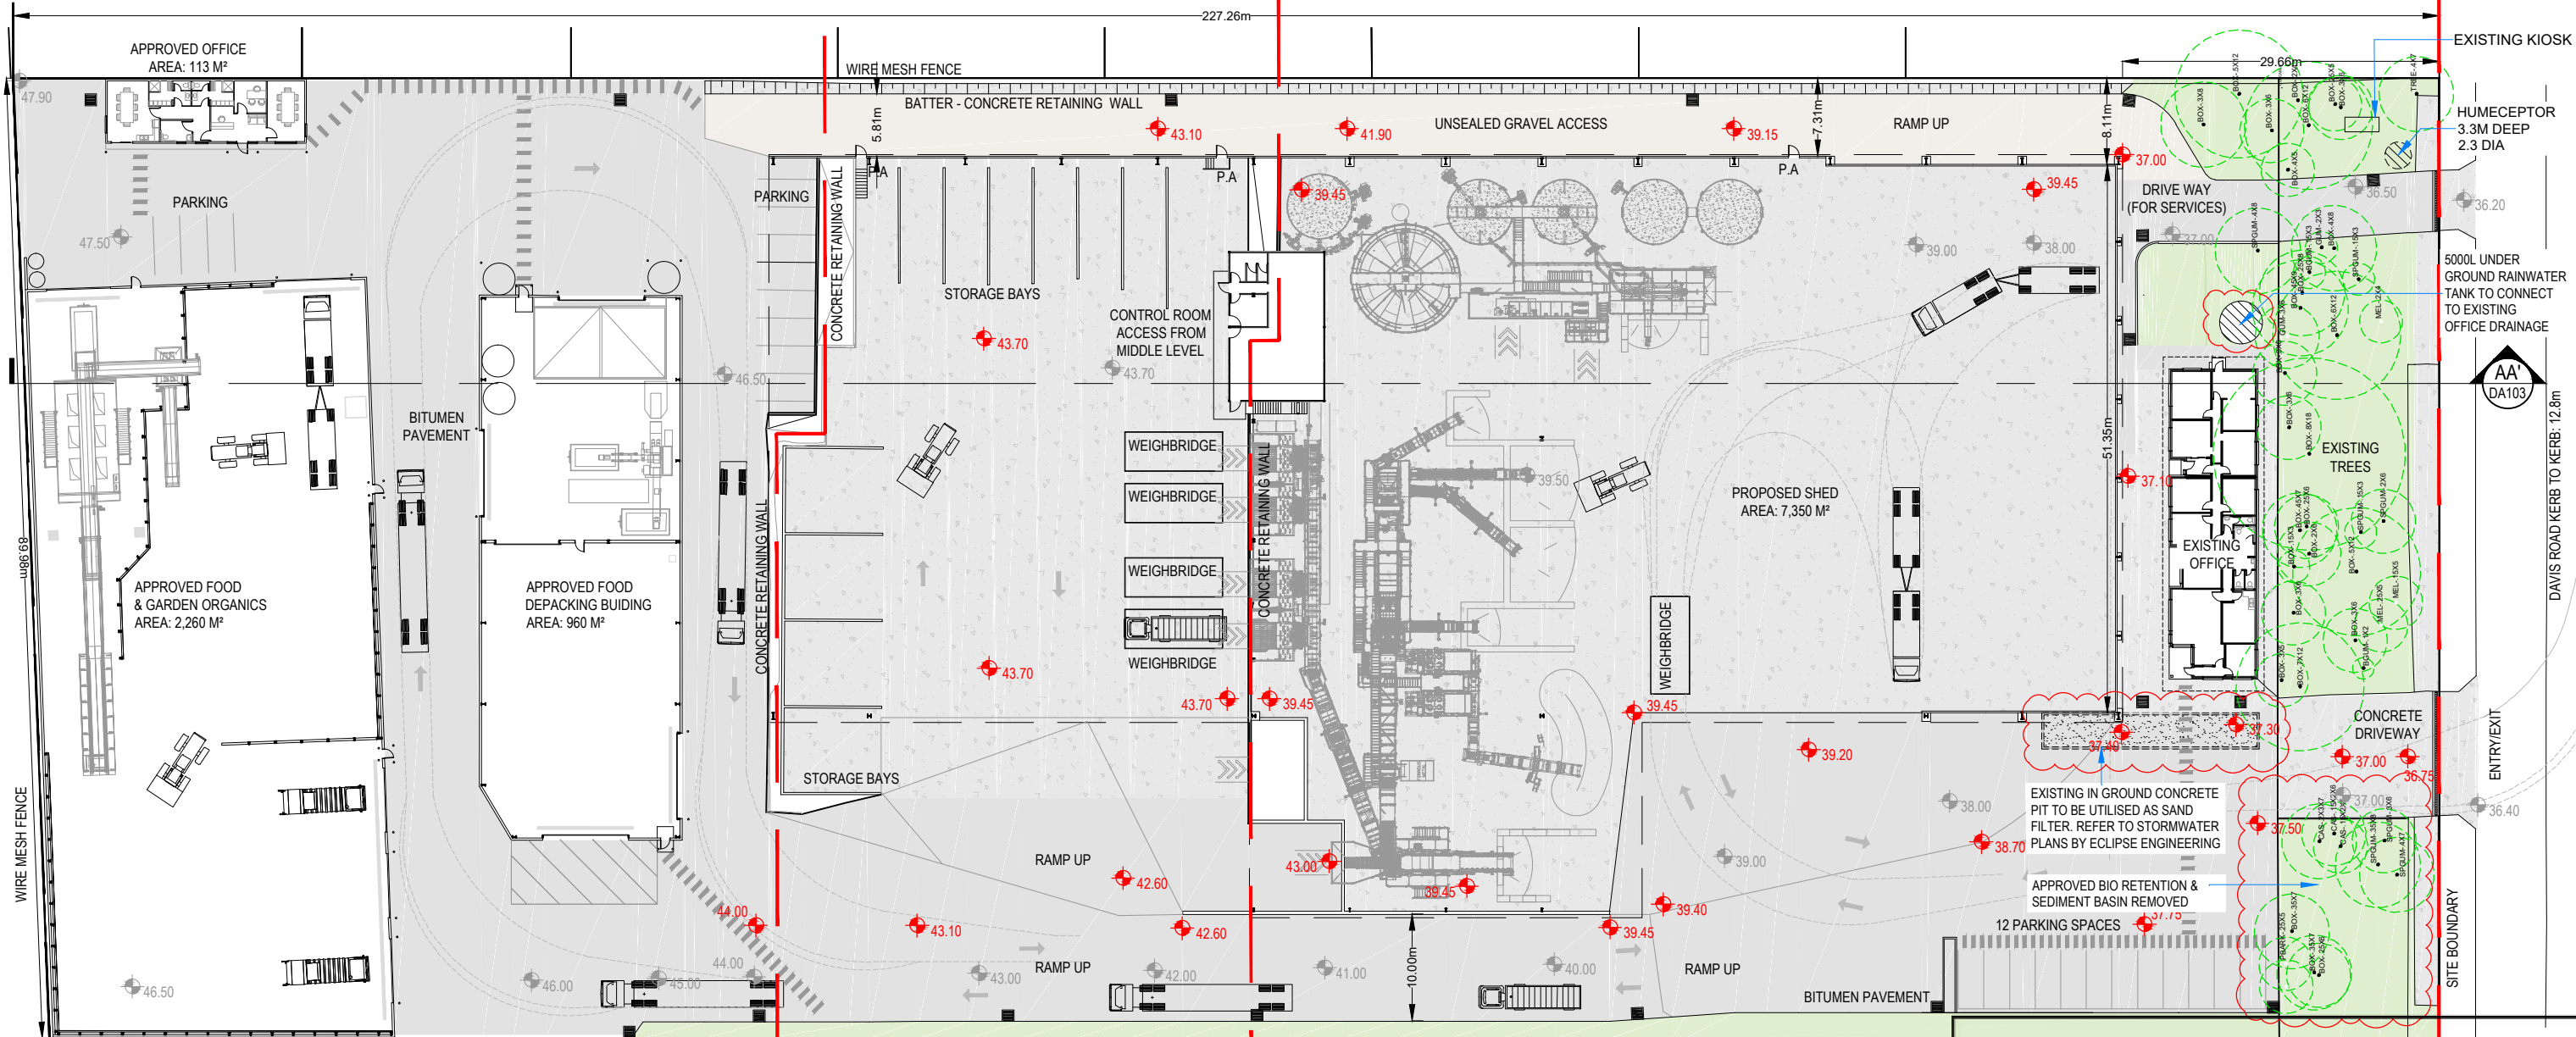 227.26m
APPROVED OFFICE
AREA: 113 M²
WIRE MESH FENCE
EXISTING KIOSK
29.66m
47.90
BATTER - CONCRETE RETAINING WALL
5.81m
43.10
41.90
UNSEALED GRAVEL ACCESS
39.15
7.31m
RAMP UP
8.11m
37.00
HUMECEPTOR
3.3M DEEP
2.3 DIA
P.A
P.A
P.A
PARKING
PARKING
47.50
CONCRETE RETAINING WALL
39.45
39.45
DRIVE WAY
(FOR SERVICES)
36.50
36.20
37.00
39.00
38.00
5000L UNDER
GROUND RAINWATER
TANK TO CONNECT
TO EXISTING
OFFICE DRAINAGE
STORAGE BAYS
CONTROL ROOM
ACCESS FROM
MIDDLE LEVEL
43.70
43.70
46.50
AA'
DA103
BITUMEN
PAVEMENT
WEIGHBRIDGE
WEIGHBRIDGE
WEIGHBRIDGE
WEIGHBRIDGE
CONCRETE RETAINING WALL
CONCRETE RETAINING WALL
39.50
PROPOSED SHED
AREA: 7,350 M²
51.35m
37.10
EXISTING
TREES
EXISTING
OFFICE
DAVIS ROAD KERB TO KERB: 12.8m
89.98m
APPROVED FOOD
& GARDEN ORGANICS
AREA: 2,260 M²
APPROVED FOOD
DEPACKING BUIDING
AREA: 960 M²
WEIGHBRIDGE
43.70
43.70
39.45
39.45
39.20
37.40
37.30
CONCRETE
DRIVEWAY
37.00
36.75
ENTRY/EXIT
STORAGE BAYS
WIRE MESH FENCE
EXISTING IN GROUND CONCRETE
PIT TO BE UTILISED AS SAND
FILTER. REFER TO STORMWATER
PLANS BY ECLIPSE ENGINEERING
38.00
37.00
36.40
37.50
38.70
39.00
RAMP UP
43.00
42.60
39.45
39.40
APPROVED BIO RETENTION &
SEDIMENT BASIN REMOVED
37.75
12 PARKING SPACES
44.00
43.10
42.60
39.45
SITE BOUNDARY
46.50
46.00
45.00
44.00
43.00
RAMP UP
42.00
41.00
10.00m
40.00
RAMP UP
BITUMEN PAVEMENT